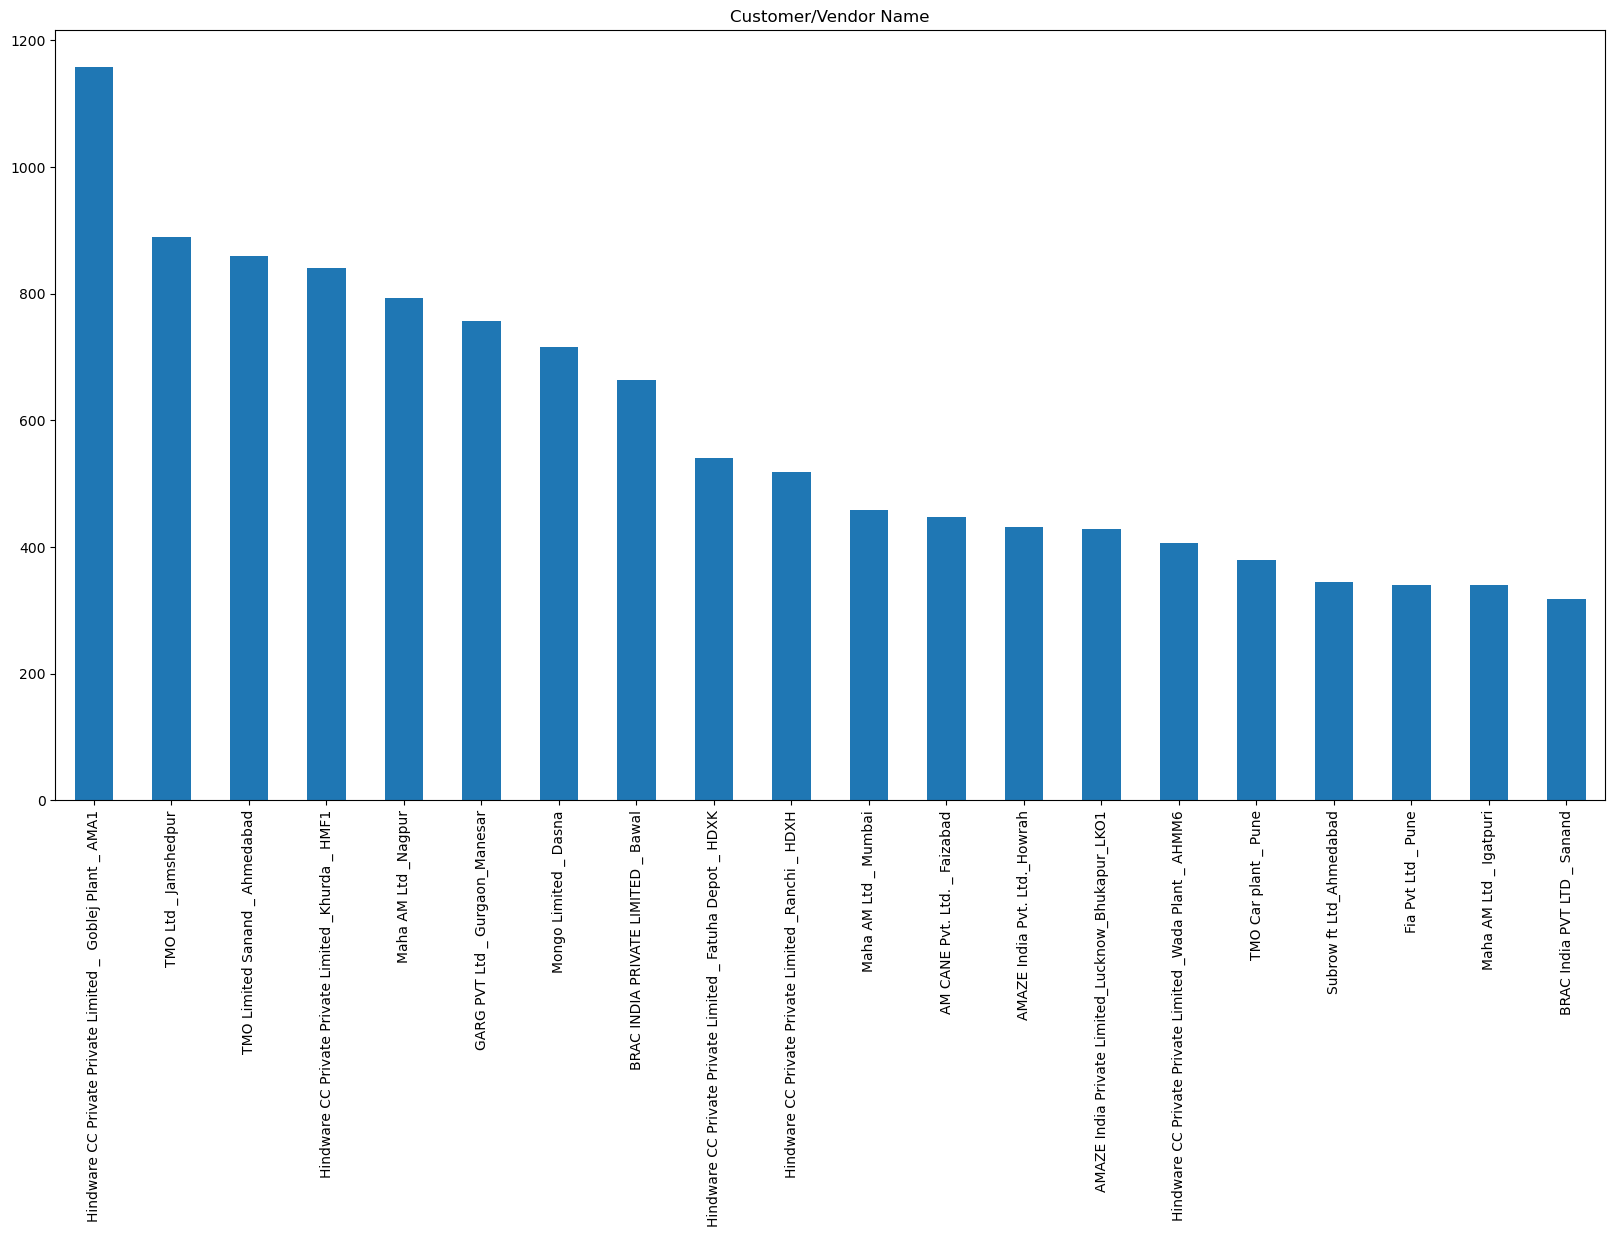 Customer/Vendor Name
1200
1000
800
600
400
200
0
Hindware CC Private Private Limited _  Goblej Plant _ AMA1
TMO Ltd _ Jamshedpur
TMO Limited Sanand _ Ahmedabad
Hindware CC Private Private Limited _Khurda _ HMF1
Maha AM Ltd _Nagpur
GARG PVT Ltd _ Gurgaon_Manesar
Mongo Limited _ Dasna
BRAC INDIA PRIVATE LIMITED _ Bawal
Hindware CC Private Private Limited _ Fatuha Depot _ HDXK
Hindware CC Private Private Limited _Ranchi _ HDXH
Maha AM Ltd _ Mumbai
AM CANE Pvt. Ltd. _ Faizabad
AMAZE India Pvt. Ltd._Howrah
AMAZE India Private Limited_Lucknow_Bhukapur_LKO1
Hindware CC Private Private Limited _Wada Plant _ AHMM6
TMO Car plant _ Pune
Subrow ft Ltd_Ahmedabad
Fia Pvt Ltd _ Pune
Maha AM Ltd _ Igatpuri
BRAC India PVT LTD _ Sanand